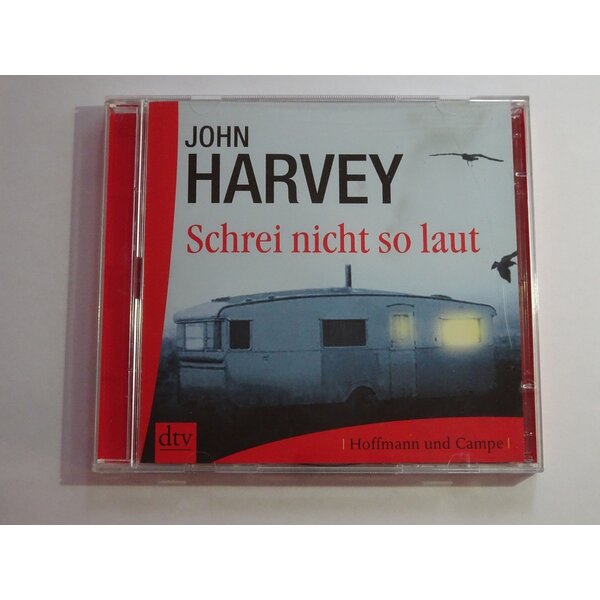 JOHN
HARVEY
Schrei nicht so laut
dtv
| Hoffmann und Campe |